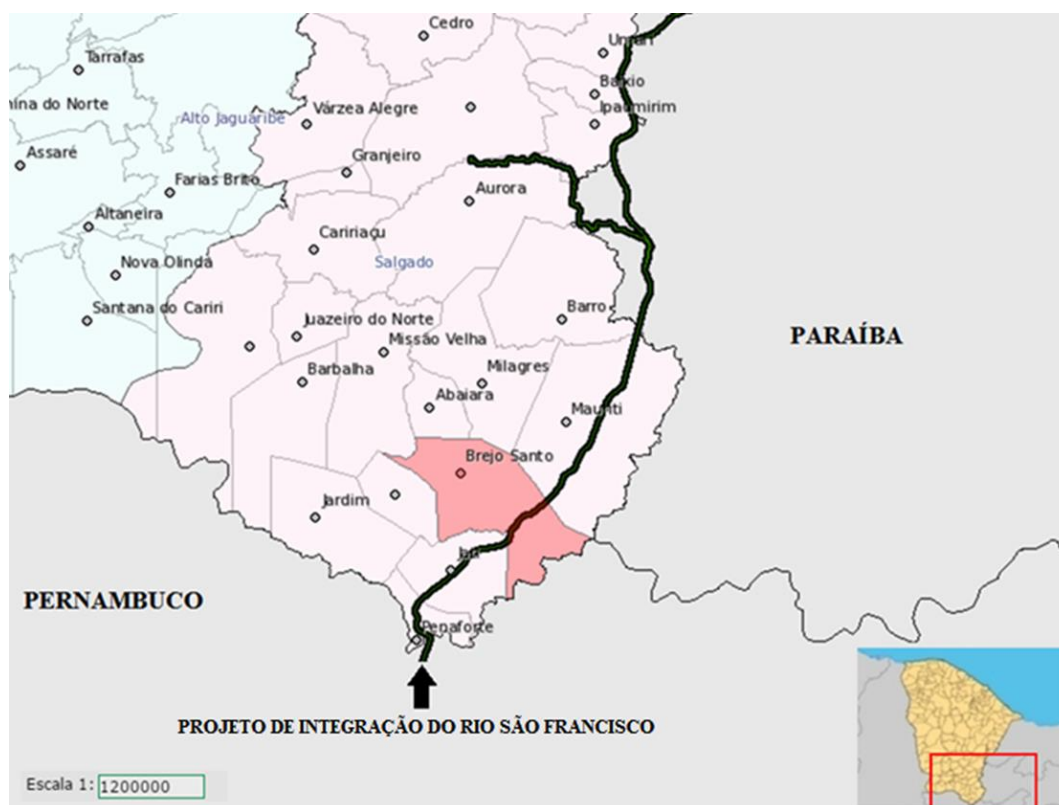 Cedro
Umari
Tarrafas
Baixio
nina do Norte
Várzea Alegre
Ipaumirim
Alto Jaguaribe
Assaré
Granjeiro
Farias Brito
Aurora
Altaneira
Caririaçu
Nova Olinda
Salgado
Santana do Cariri
Barro
Juazeiro do Norte
PARAÍBA
Missão Velha
Barbalha
Milagres
Abaiara
Mauriti
Brejo Santo
Jardim
Jati
PERNAMBUCO
Penaforte
PROJETO DE INTEGRAÇÃO DO RIO SÃO FRANCISCO
Escala 1: 1200000